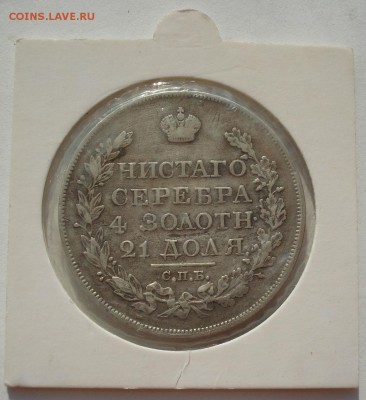 COINS.LAVE.RU
ЧИСТАГО
СЕРЕБРА
4 ЗОЛОТН
21 ДОЛЯ
С.П.Б.